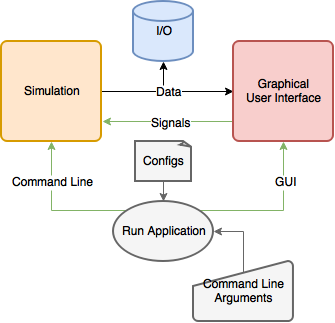 I/O
Simulation
Data
Graphical
User Interface
Signals
Configs
Command Line
GUI
Run Application
Command Line
Arguments